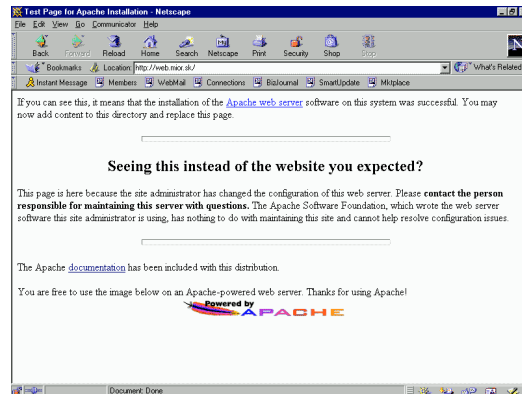 Test Page for Apache Installation - Netscape
File Edit View Go Communicator Help
Back Forward Reload Home Search Netscape Print Security Shop Stop
Bookmarks Location: http://web.mior.sk/ What's Related
Instant Message Members WebMail Connections BizJournal SmartUpdate Mktplace
If you can see this, it means that the installation of the Apache web server software on this system was successful. You may
now add content to this directory and replace this page.
Seeing this instead of the website you expected?
This page is here because the site administrator has changed the configuration of this web server. Please contact the person
responsible for maintaining this server with questions. The Apache Software Foundation, which wrote the web server
software this site administrator is using, has nothing to do with maintaining this site and cannot help resolve configuration issues.
The Apache documentation has been included with this distribution.
You are free to use the image below on an Apache-powered web server. Thanks for using Apache!
Powered by
APACHE
Document: Done